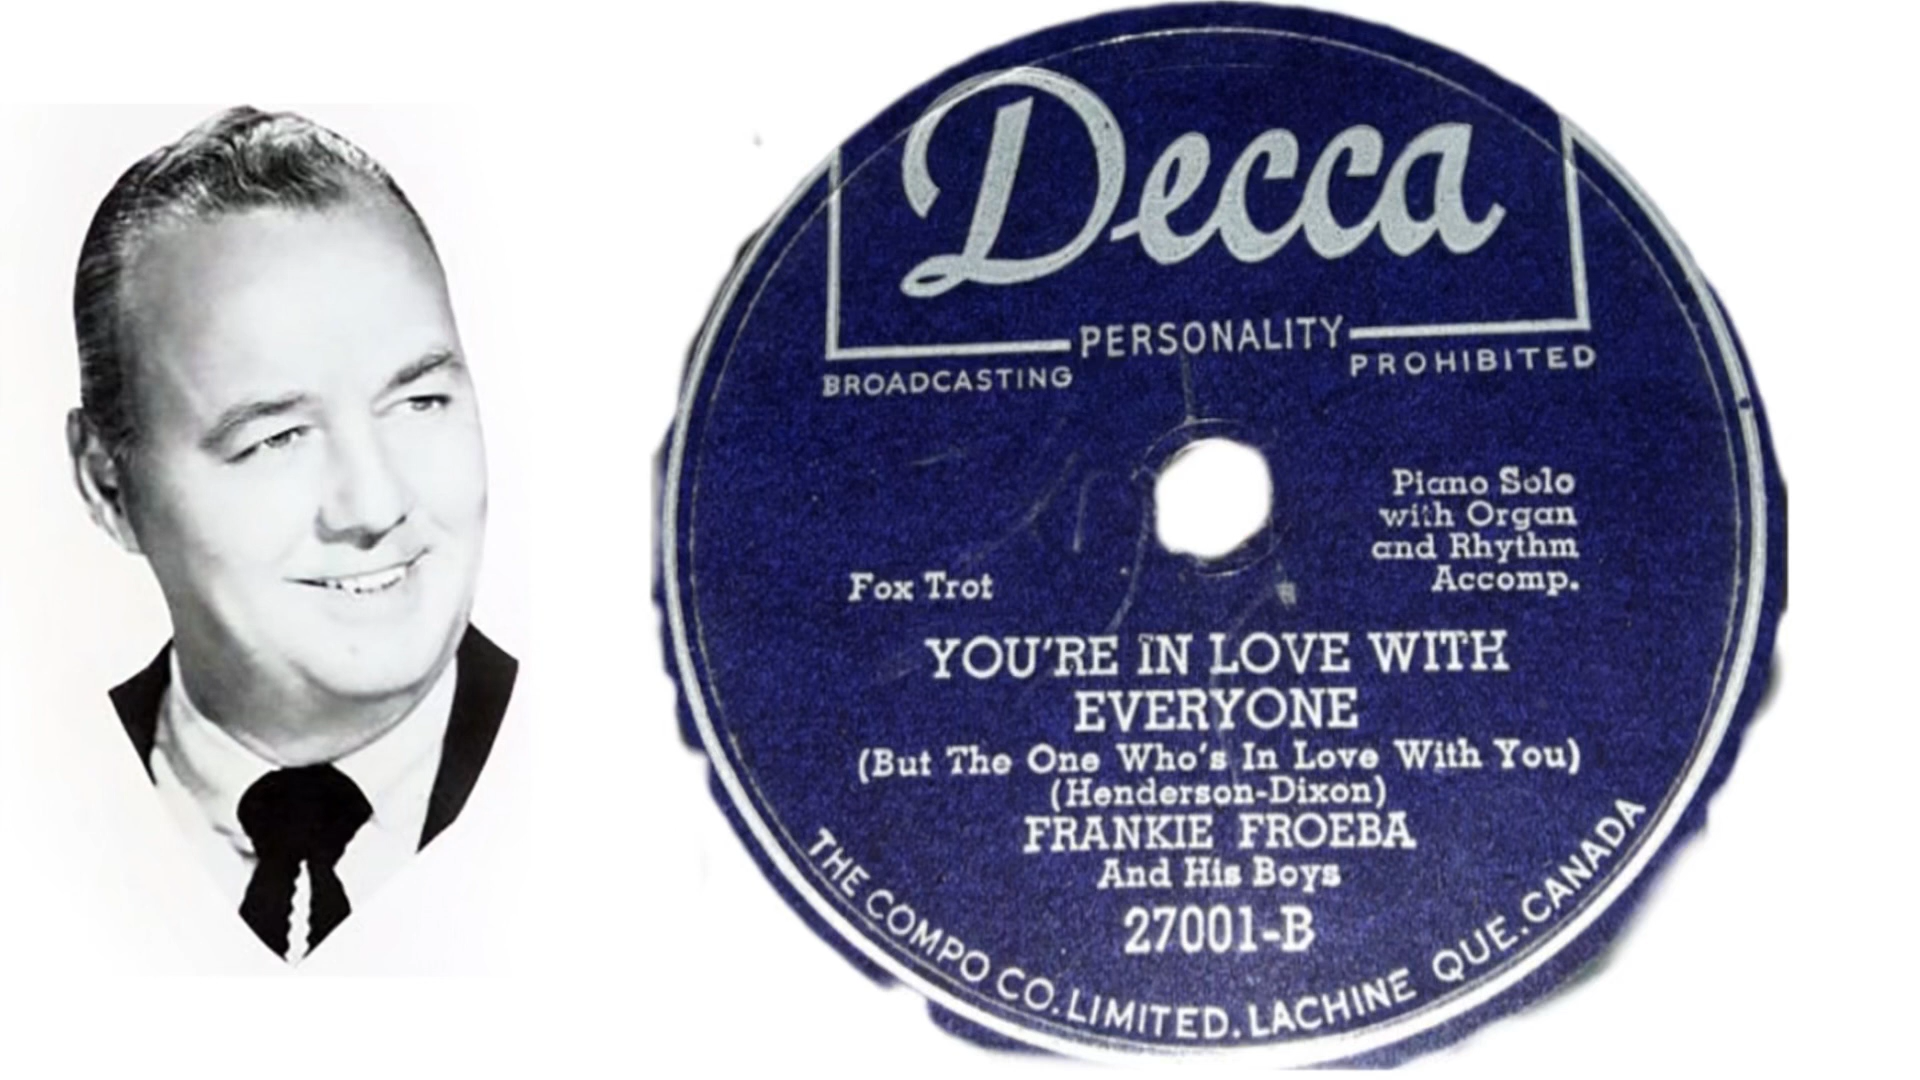 Decca
PERSONALITY
BROADCASTING PROHIBITED
Piano Solo
with Organ
and Rhythm
Accomp.
Fox Trot
YOU'RE IN LOVE WITH
EVERYONE
(But The One Who's In Love With You)
(Henderson-Dixon)
FRANKIE FROEBA
And His Boys
27001-B
THE COMPO CO. LIMITED. LACHINE QUE. CANADA